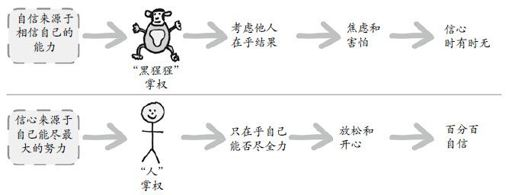 自信来源于
相信自己的
能力
“黑猩猩”
掌权
考虑他人
在乎结果
焦虑和
害怕
信心
时有时无
信心来源于
自己能尽最
大的努力
“人”
掌权
只在乎自己
能否尽全力
放松和
开心
百分百
自信